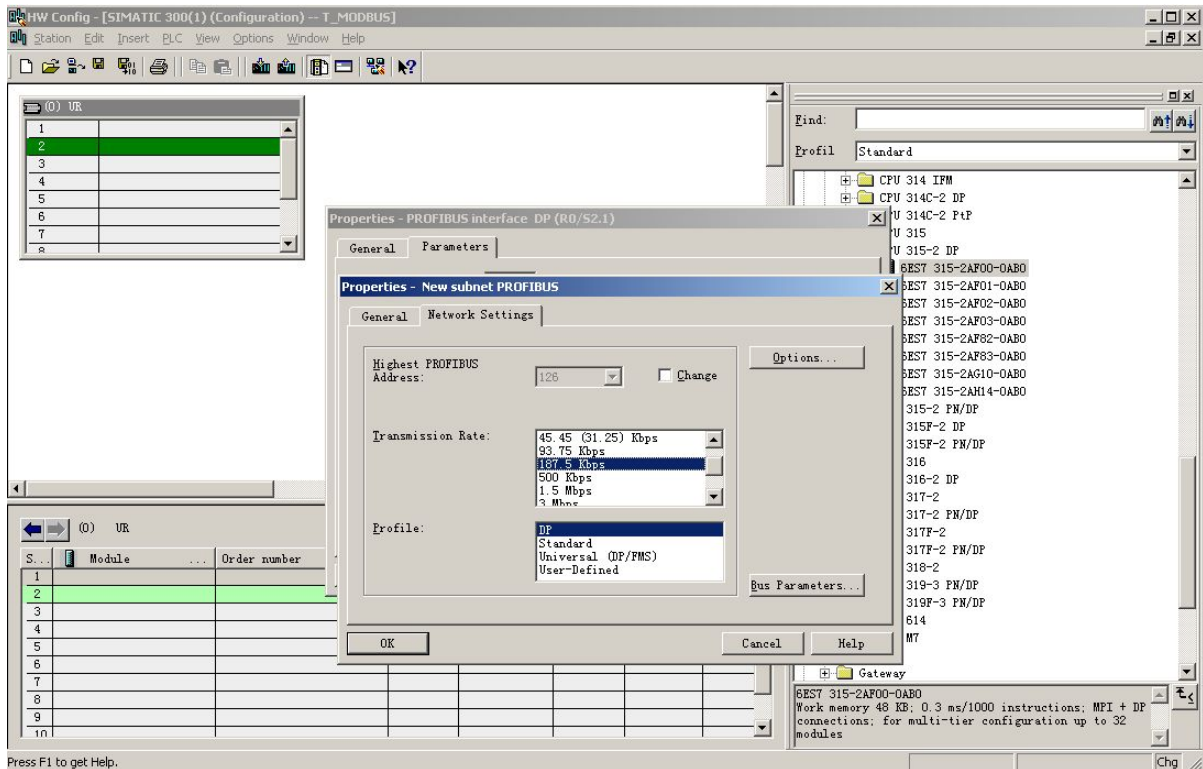 HW Config - [SIMATIC 300(1) (Configuration) -- T_MODBUS]
Station Edit Insert PLC View Options Window Help
(0) UR
1
2
3
4
5
6
7
8
Find:
Profil Standard
CPU 314 IFM
CPU 314C-2 DP
U 314C-2 PtP
U 315
U 315-2 DP
6ES7 315-2AF00-0AB0
6ES7 315-2AF01-0AB0
6ES7 315-2AF02-0AB0
6ES7 315-2AF03-0AB0
6ES7 315-2AF82-0AB0
6ES7 315-2AF83-0AB0
6ES7 315-2AG10-0AB0
6ES7 315-2AH14-0AB0
315-2 PN/DP
315F-2 DP
315F-2 PN/DP
316
316-2 DP
317-2
317-2 PN/DP
317F-2
317F-2 PN/DP
318-2
319-3 PN/DP
319F-3 PN/DP
614
M7
Gateway
6ES7 315-2AF00-0AB0
Work memory 48 KB; 0.3 ms/1000 instructions; MPI + DP
connections; for multi-tier configuration up to 32
modules
Properties - PROFIBUS interface DP (R0/S2.1)
General Parameters
Properties - New subnet PROFIBUS
General Network Settings
Highest PROFIBUS
Address:
126
Change
Options...
Transmission Rate:
45.45 (31.25) Kbps
93.75 Kbps
187.5 Kbps
500 Kbps
1.5 Mbps
3 Mbps
Profile:
DP
Standard
Universal (DP/FMS)
User-Defined
Bus Parameters...
OK Cancel Help
(0) UR
S... Module ... Order number
1
2
3
4
5
6
7
8
9
10
Press F1 to get Help.
Chg